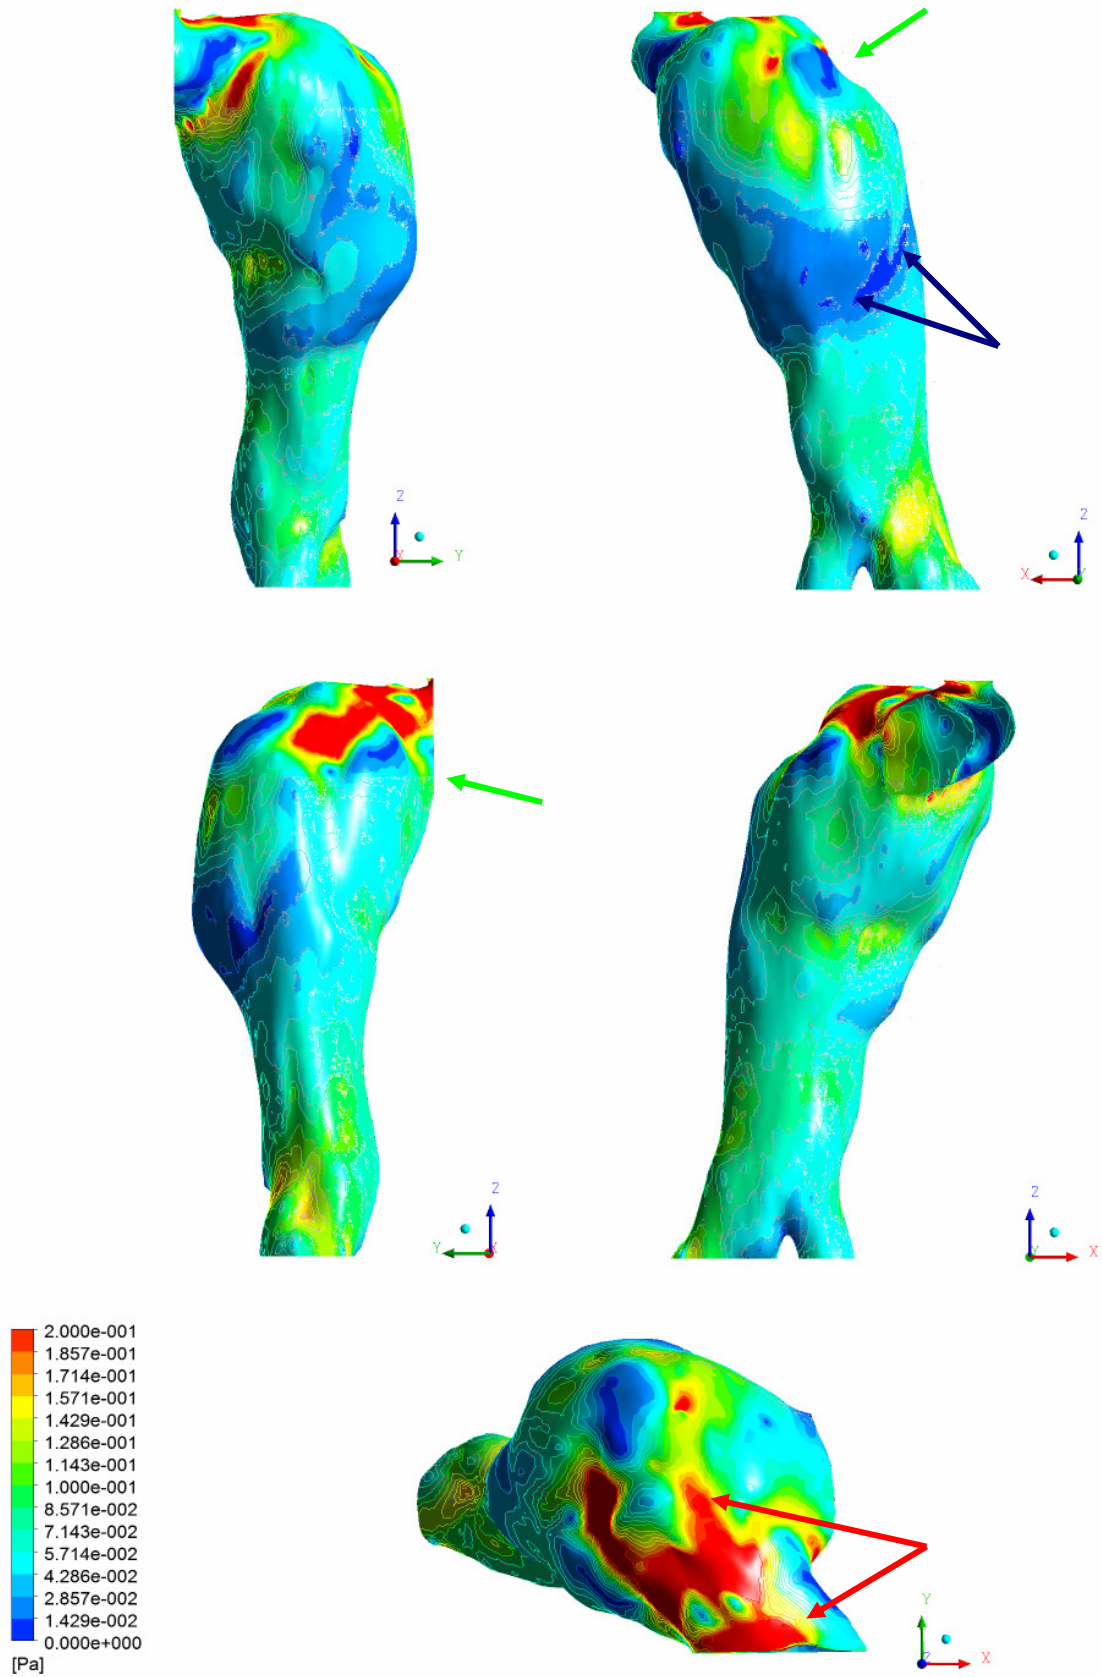 Z
X
Y
Z
X
Y
Z
Y
X
Z
Y
X
2.000e-001
1.857e-001
1.714e-001
1.571e-001
1.429e-001
1.286e-001
1.143e-001
1.000e-001
8.571e-002
7.143e-002
5.714e-002
4.286e-002
2.857e-002
1.429e-002
0.000e+000
[Pa]
Y
Z
X